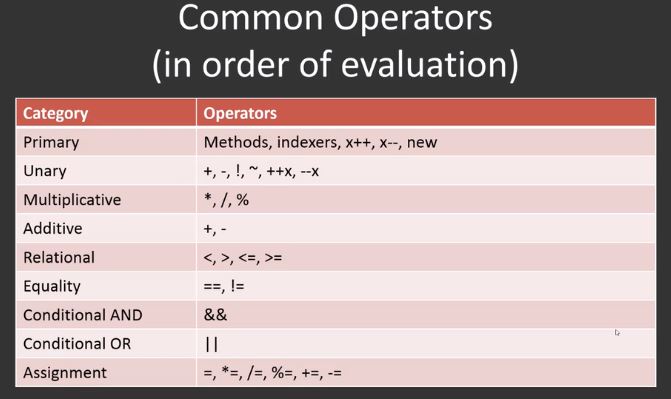 Common Operators
(in order of evaluation)
Category Operators
Primary Methods, indexers, x++, x--, new
Unary +, -, !, ~, ++x, --x
Multiplicative *, /, %
Additive +, -
Relational <, >, <=, >=
Equality ==, !=
Conditional AND &&
Conditional OR ||
Assignment =, *=, /=, %=, +=, -=